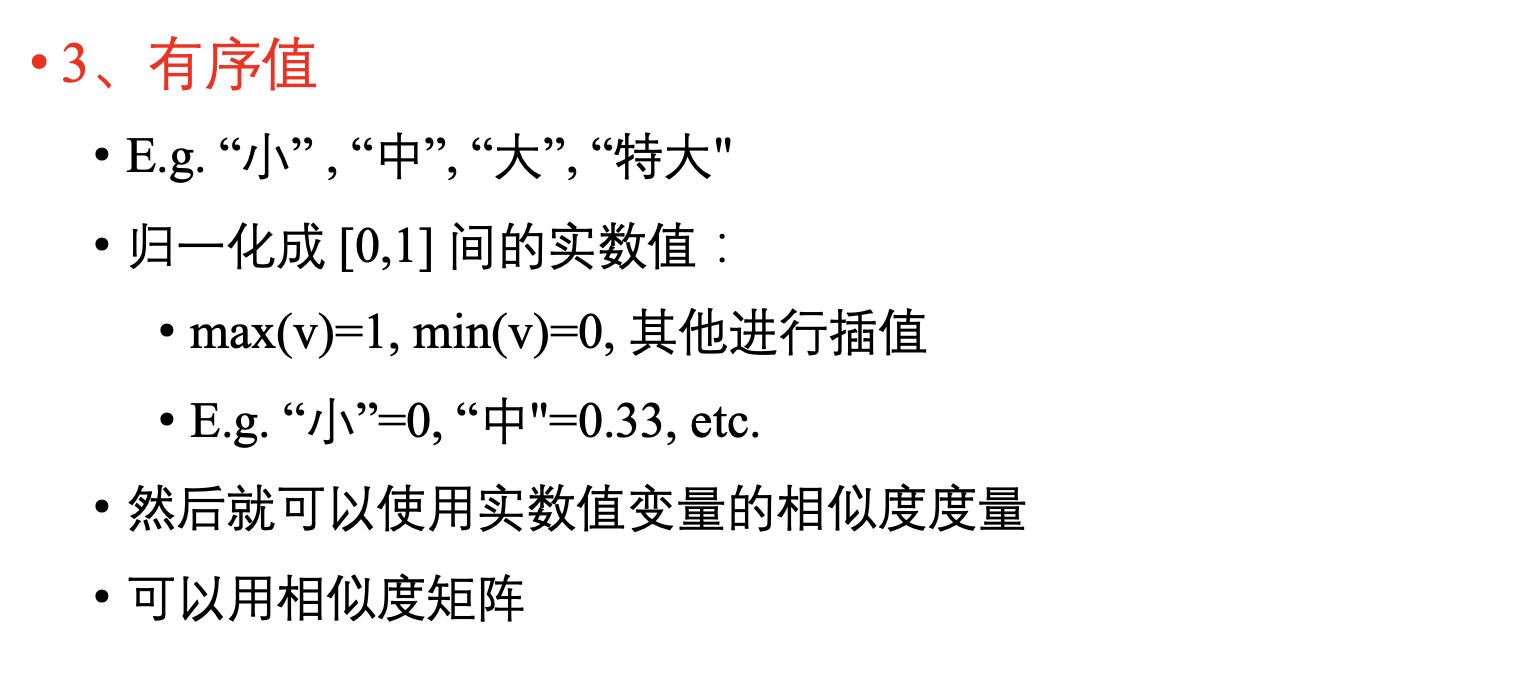 • 3、有序值
• E.g. “小” , “中”, “大”, “特大"
• 归一化成 [0,1] 间的实数值：
• max(v)=1, min(v)=0, 其他进行插值
• E.g. “小”=0, “中"=0.33, etc.
• 然后就可以使用实数值变量的相似度度量
• 可以用相似度矩阵